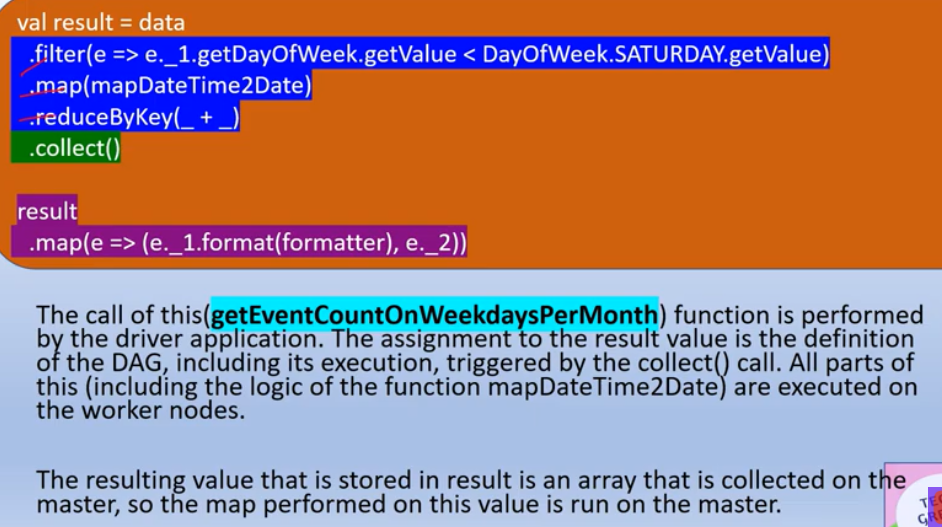 val result = data
.filter(e => e._1.getDayOfWeek.getValue < DayOfWeek.SATURDAY.getValue)
.map(mapDateTime2Date)
.reduceByKey(_ + _)
.collect()
result
.map(e => (e._1.format(formatter), e._2))
The call of this(getEventCountOnWeekdaysPerMonth) function is performed
by the driver application. The assignment to the result value is the definition
of the DAG, including its execution, triggered by the collect() call. All parts of
this (including the logic of the function mapDateTime2Date) are executed on
the worker nodes.
The resulting value that is stored in result is an array that is collected on the
master, so the map performed on this value is run on the master.